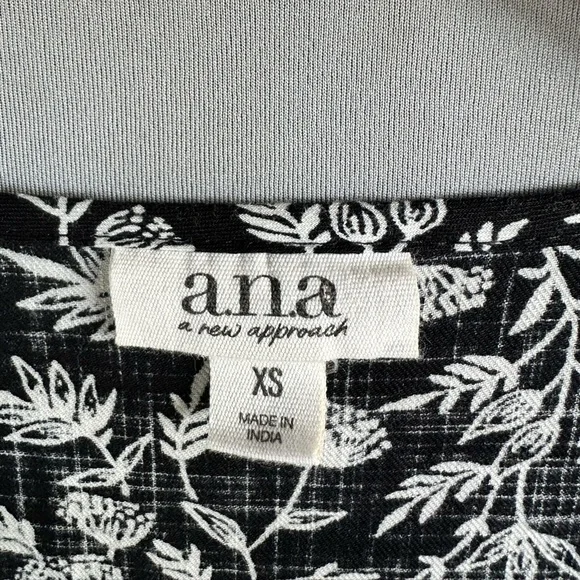 a.n.a
a new approach
XS
MADE IN
INDIA